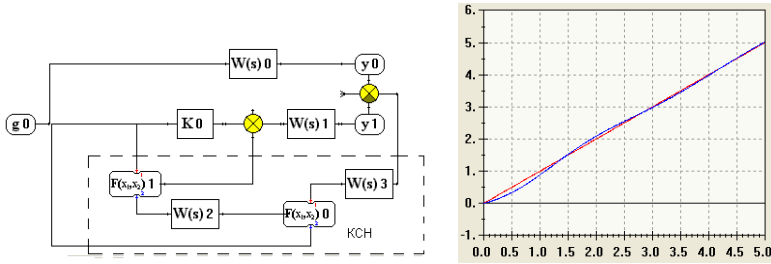 W(s) 0
y 0
g 0
K 0
W(s) 1
y 1
F(x₁,x₂) 1
W(s) 3
W(s) 2
F(x₁,x₂) 0
КСН
6.
5.
4.
3.
2.
1.
0.
-1.
0.0 0.5 1.0 1.5 2.0 2.5 3.0 3.5 4.0 4.5 5.0